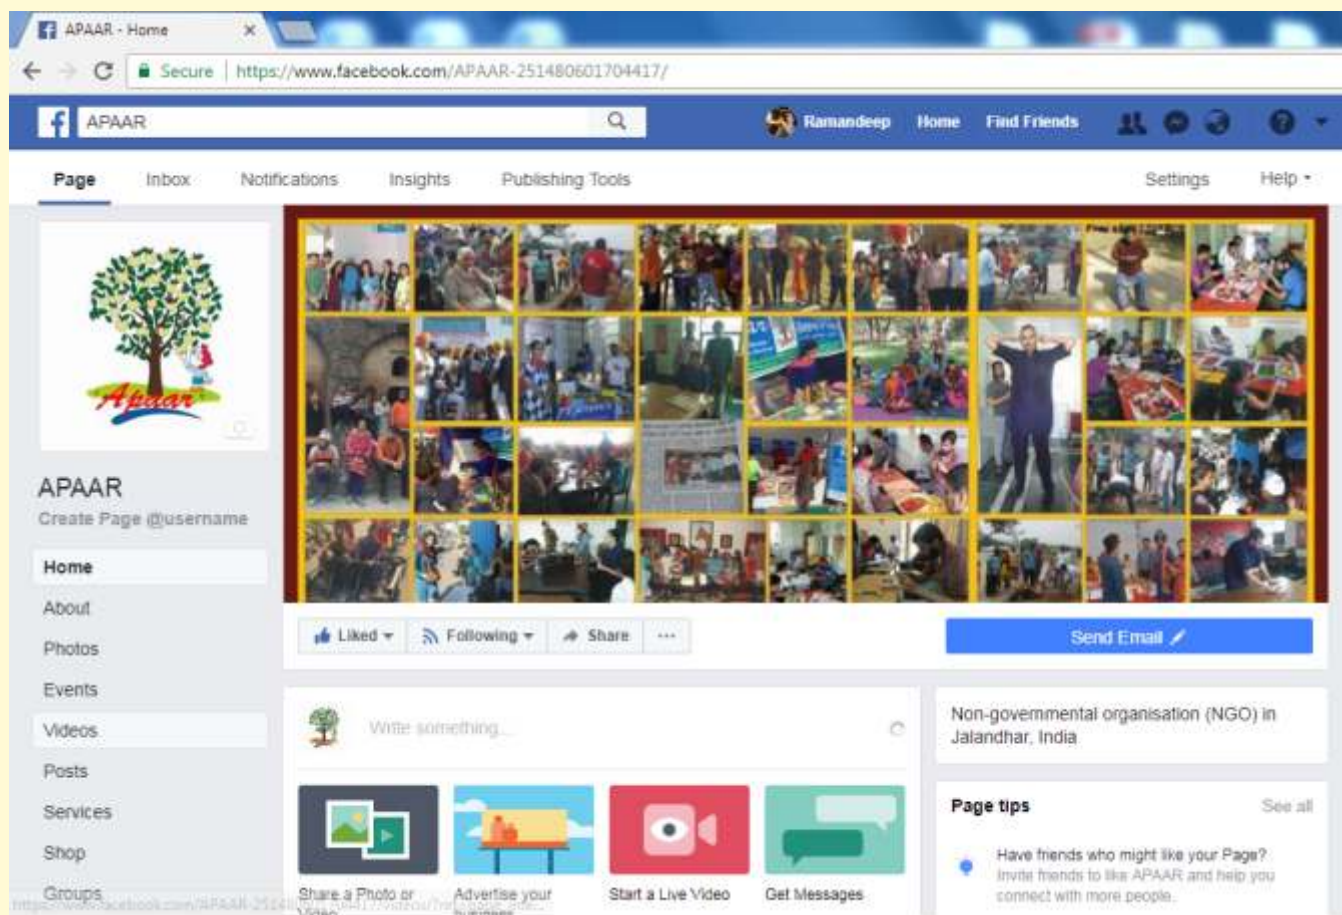 APAAR - Home
Secure | https://www.facebook.com/APAAR-251480601704417/
APAAR
Ramandeep Home Find Friends
Page Inbox Notifications Insights Publishing Tools Settings Help
Apaar
APAAR
Create Page @username
Home
About
Photos
Events
Videos
Posts
Services
Shop
Groups
Liked Following Share ...
Send Email
Write something...
Share a Photo or
Video
Advertise your
business
Start a Live Video
Get Messages
Non-governmental organisation (NGO) in
Jalandhar, India
Page tips See all
Have friends who might like your Page?
Invite friends to like APAAR and help you
connect with more people.